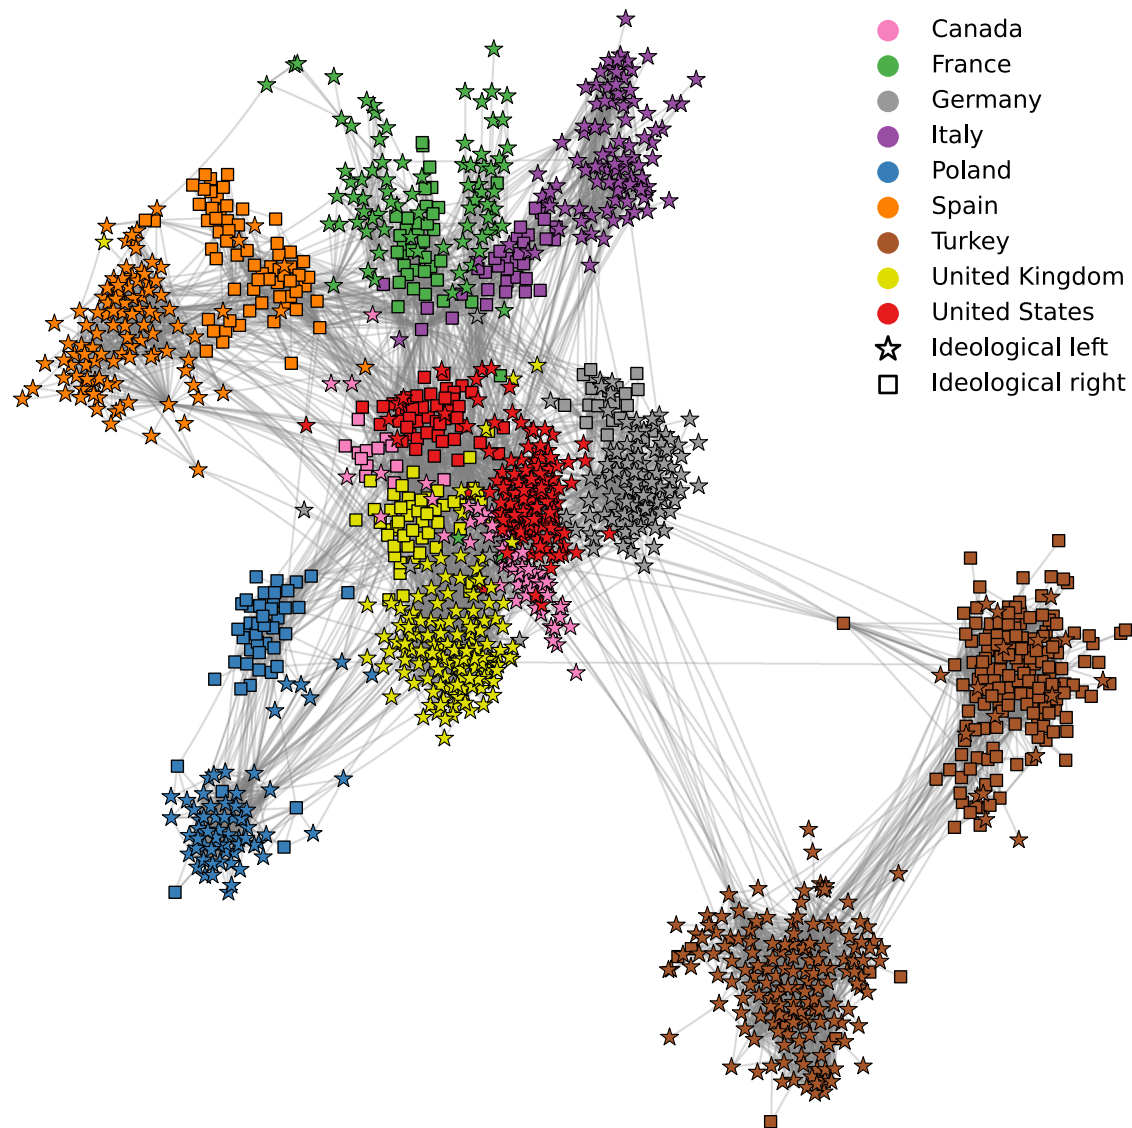 Canada
France
Germany
Italy
Poland
Spain
Turkey
United Kingdom
United States
Ideological left
Ideological right